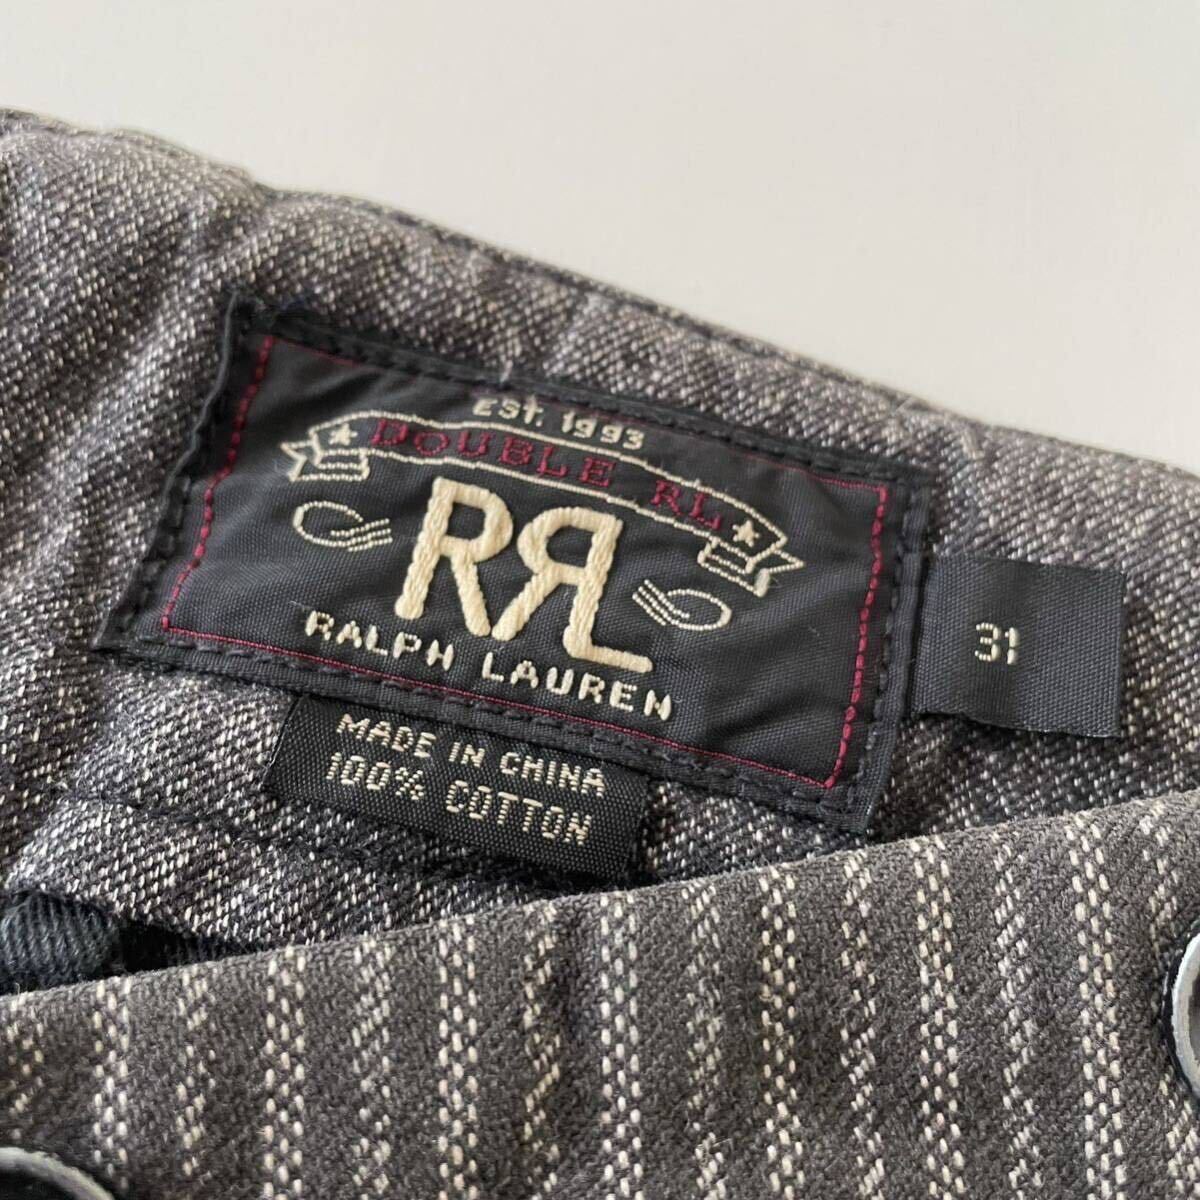 EST. 1993
DOUBLE RL
RRL
RALPH LAUREN
31
MADE IN CHINA
100% COTTON